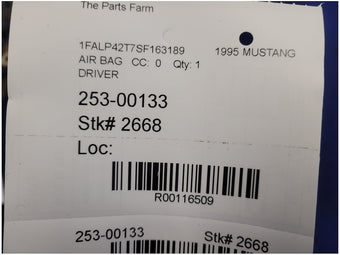 The Parts Farm
1FALP42T7SF163189 1995 MUSTANG
AIR BAG CC: 0 Qty: 1
DRIVER
253-00133
Stk# 2668
Loc:
R00116509
253-00133 Stk# 2668